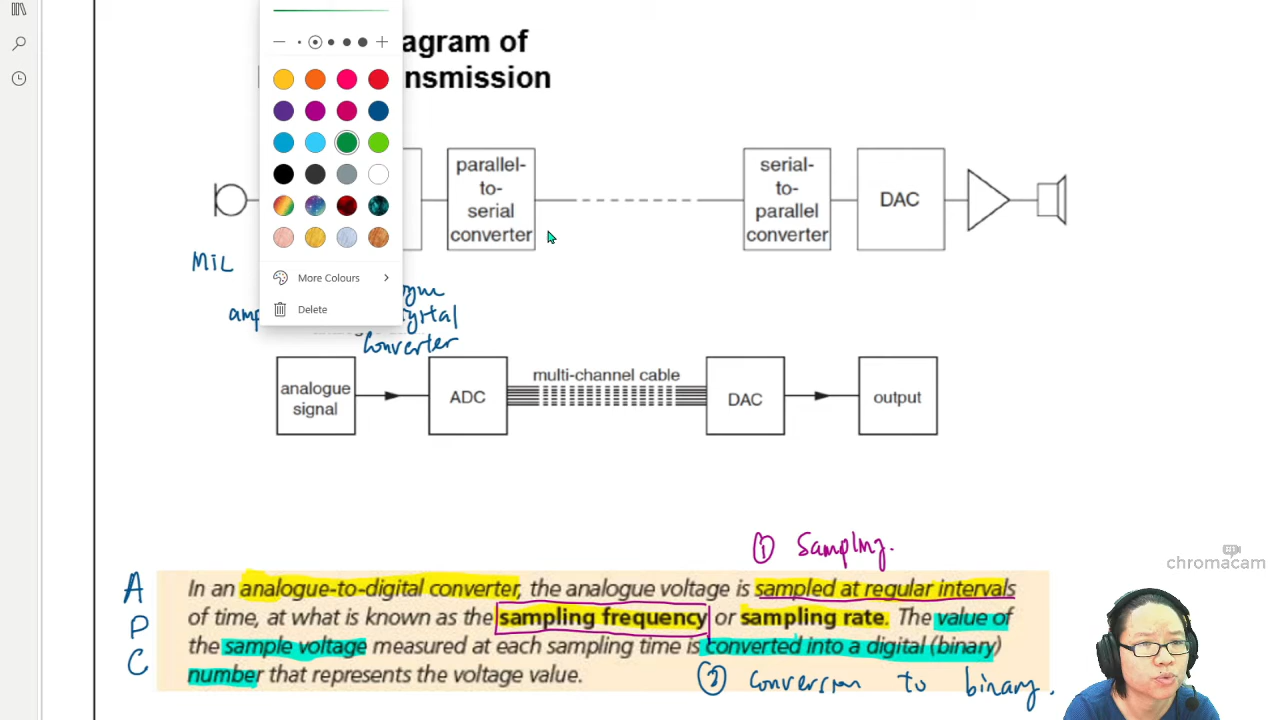 agram of
nsmission
parallel-
to-
serial
converter
serial-
to-
parallel
converter
DAC
MiC
amp
ogue
digital
Converter
More Colours
Delete
analogue
signal
ADC
multi-channel cable
DAC
output
① Sampling.
A
P
C
In an analogue-to-digital converter, the analogue voltage is sampled at regular intervals
of time, at what is known as the sampling frequency or sampling rate. The value of
the sample voltage measured at each sampling time is converted into a digital (binary)
number that represents the voltage value.
② Conversion to binary.
chromacam